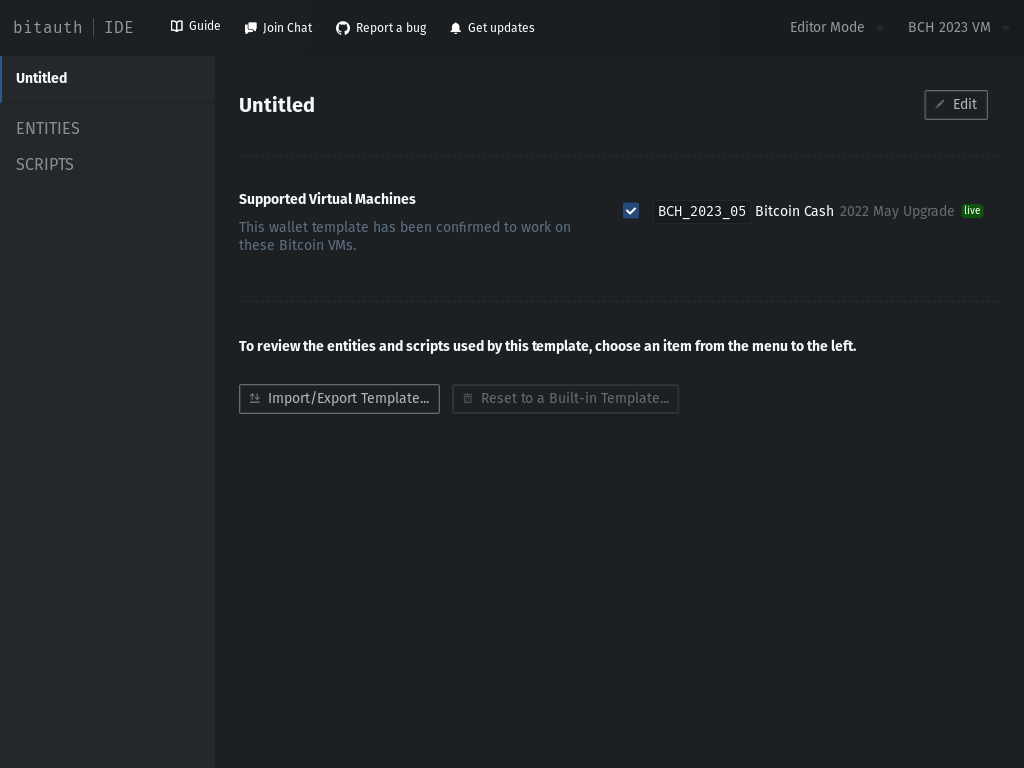 bitauth | IDE
Guide
Join Chat
Report a bug
Get updates
Editor Mode
BCH 2023 VM
Untitled
ENTITIES
SCRIPTS
Untitled
Edit
Supported Virtual Machines
This wallet template has been confirmed to work on
these Bitcoin VMs.
BCH_2023_05 Bitcoin Cash 2022 May Upgrade live
To review the entities and scripts used by this template, choose an item from the menu to the left.
Import/Export Template...
Reset to a Built-in Template...